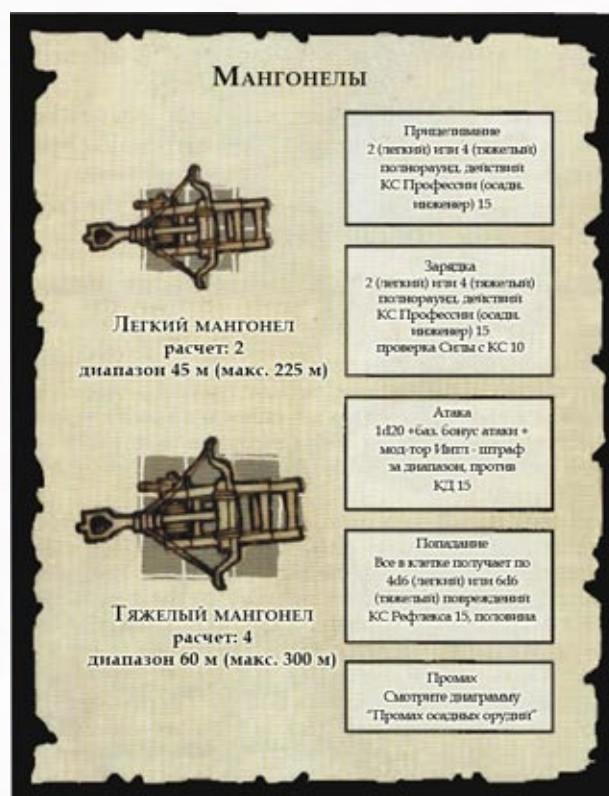 Мангонелы
Легкий мангонел
расчет: 2
диапазон 45 м (макс. 225 м)
Тяжелый мангонел
расчет: 4
диапазон 60 м (макс. 300 м)
Прицеливание
2 (легкий) или 4 (тяжелый)
полнораунд. действий
КС Профессии (осадн.
инженер) 15
Зарядка
2 (легкий) или 4 (тяжелый)
полнораунд. действий
КС Профессии (осадн.
инженер) 15
проверка Силы с КС 10
Атака
1d20 +баз. бонус атаки +
мод-тор Интл - штраф
за диапазон, против
КД 15
Попадание
Все в клетке получает по
4d6 (легкий) или 6d6
(тяжелый) повреждений
КС Рефлекса 15, половина
Промах
Смотрите диаграмму
"Промах осадных орудий"